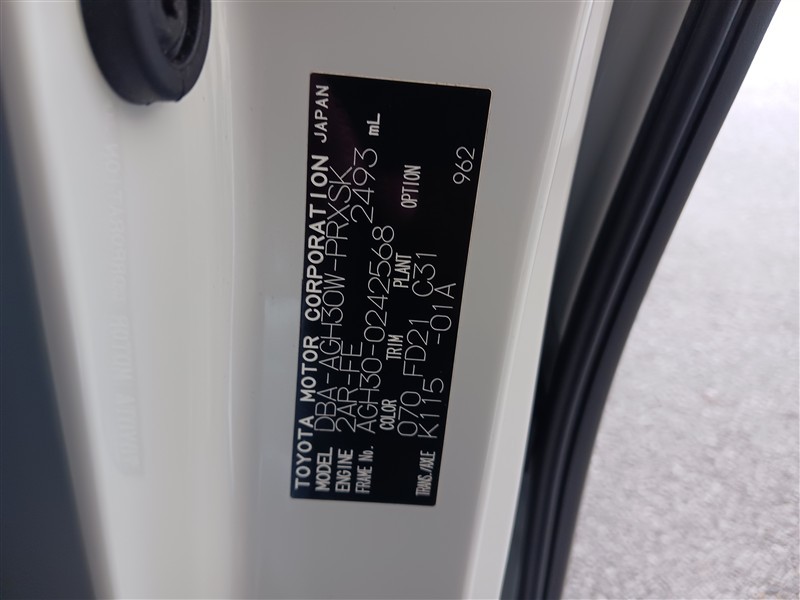 TOYOTA MOTOR CORPORATION JAPAN
MODEL DBA-AGH30W-PRXSK
ENGINE 2AR-FE 2493 mL
FRAME No. AGH30-0242568
COLOR TRIM PLANT OPTION
070 FD21 C31
TRANS./AXLE K115 -01A 962